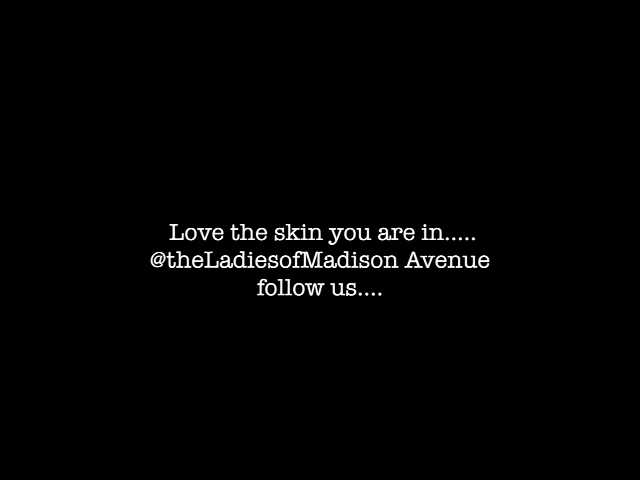 Love the skin you are in.....
@theLadiesofMadison Avenue
follow us....